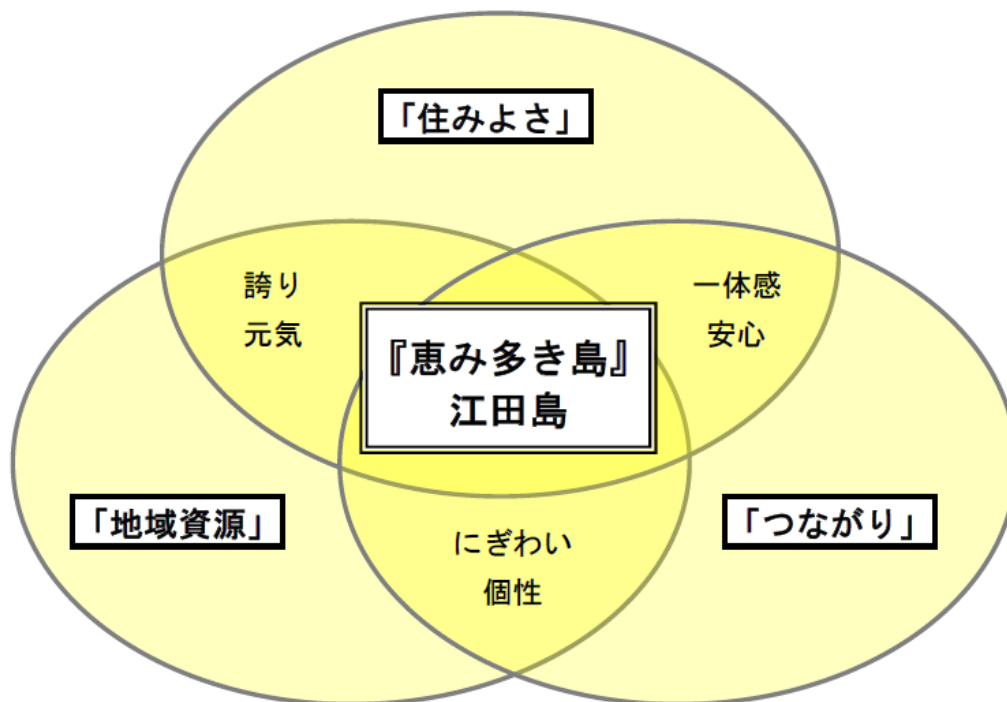 「住みよさ」
誇り
元気
一体感
安心
『恵み多き島』
江田島
「地域資源」
「つながり」
にぎわい
個性